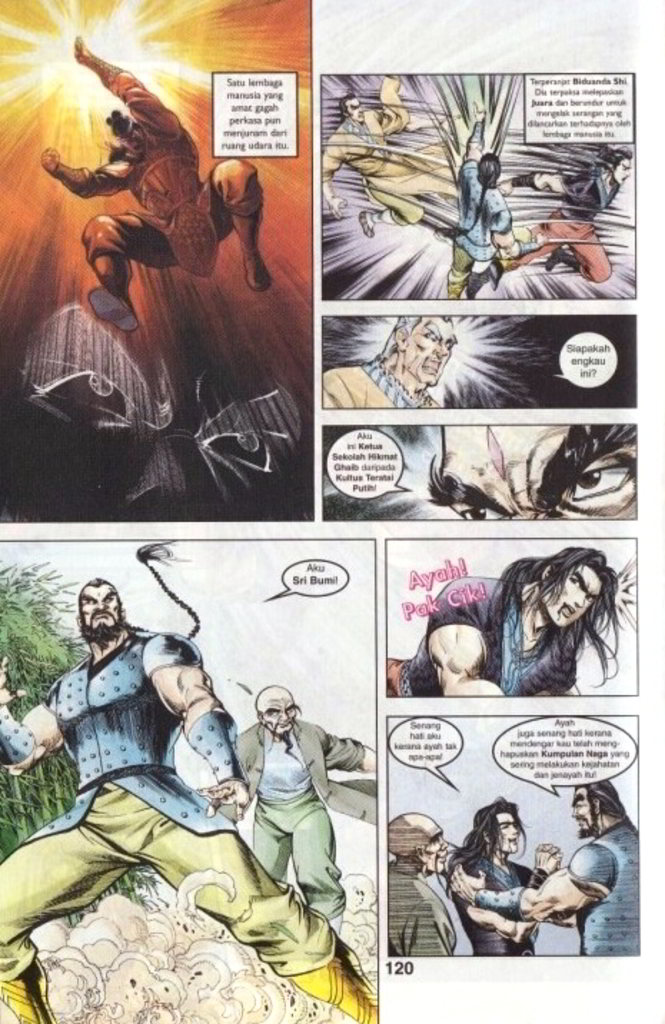 Satu lembaga
manusia yang
amat gagah
perkasa pun
menjunam dari
ruang udara itu.
Terperanjat Biduanda Shi.
Dia terpaksa melepaskan
Juara dan berundur untuk
mengelak serangan yang
dilancarkan terhadapnya oleh
lembaga manusia itu.
Siapakah
engkau
ini?
Aku
ini Ketua
Sekolah Hikmat
Ghaib daripada
Kultus Teratai
Putih!
Aku
Sri Bumi!
Ayah!
Pak Cik!
Senang
hati aku
kerana ayah tak
apa-apa!
Ayah
juga senang hati kerana
mendengar kau telah meng-
hapuskan Kumpulan Naga yang
sering melakukan kejahatan
dan jenayah itu!
120